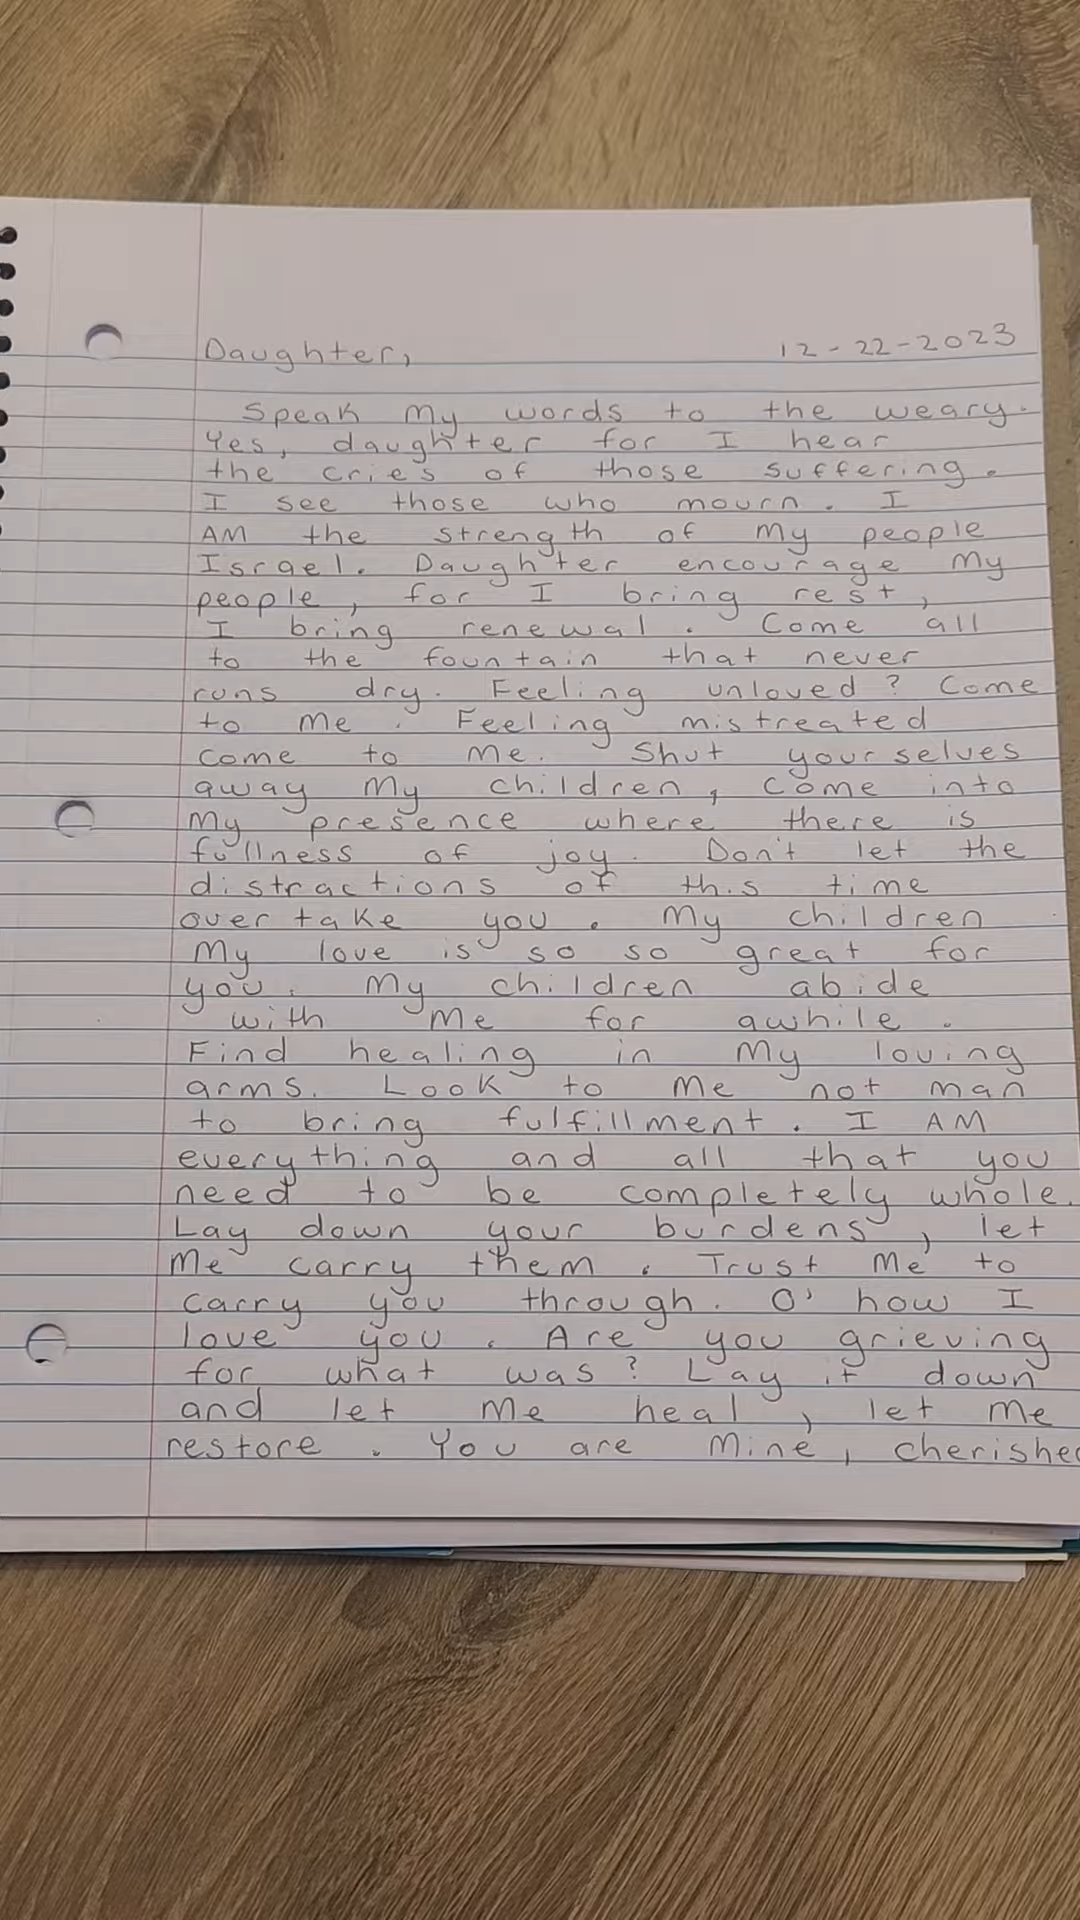 Daughter, 12-22-2023
Speak My words to the weary.
Yes, daughter for I hear
the cries of those suffering.
I see those who mourn. I
AM the strength of My people
Israel. Daughter encourage My
people, for I bring rest,
I bring renewal. Come all
to the fountain that never
runs dry. Feeling unloved? Come
to Me. Feeling mistreated
come to Me. Shut yourselves
away My children, come into
My presence where there is
fullness of joy. Don't let the
distractions of this time
overtake you. My children
My love is so so great for
you. My children abide
with Me for awhile.
Find healing in My loving
arms. Look to Me not man
to bring fulfillment. I AM
everything and all that you
need to be completely whole.
Lay down your burdens, let
Me carry them. Trust Me to
carry you through. O' how I
love you. Are you grieving
for what was? Lay it down
and let Me heal, let Me
restore. You are Mine, cherished